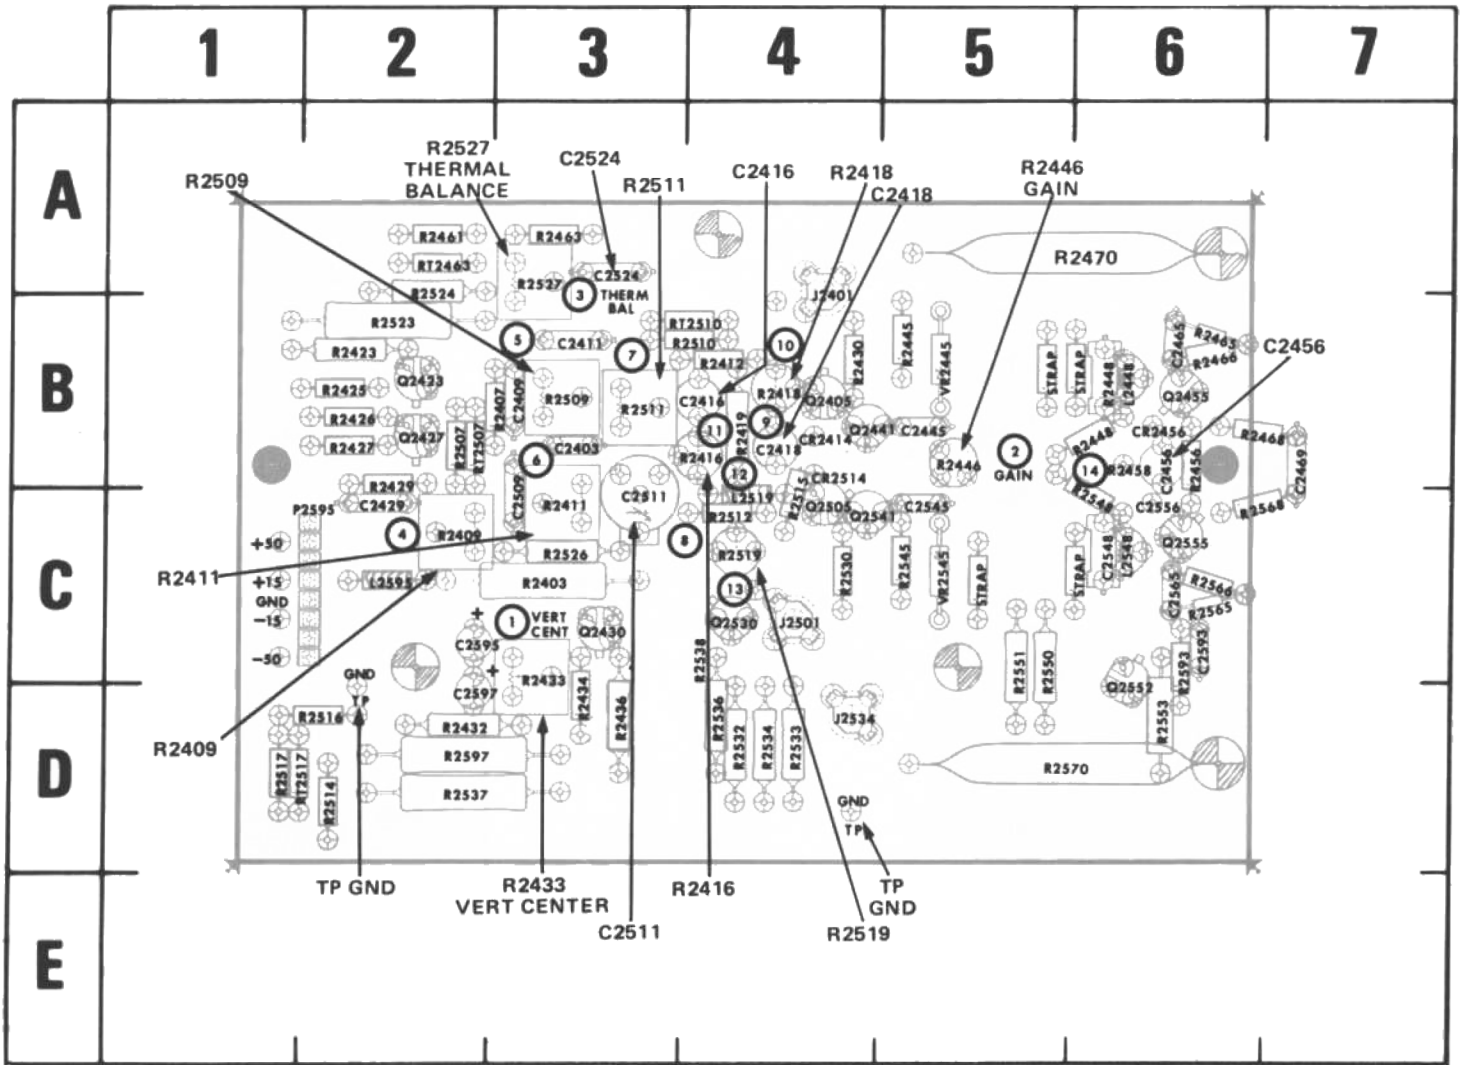 1 2 3 4 5 6 7
A
B
C
D
E
R2527
THERMAL
BALANCE
C2524
R2511
C2416
R2418
C2418
R2446
GAIN
R2509
R2461
R2463
RT2463
R2524
R2527
3
C2524
THERM
BAL
J2401
R2470
R2523
R2423
5
C2411
7
RT2510
R2510
R2412
10
R2430
R2445
VR2445
STRAP
STRAP
R2448
L2448
C2465
R2465
R2466
C2456
R2425
Q2423
R2407
C2409
R2509
R2511
C2416
R2418
Q2405
Q2455
R2426
R2427
Q2427
R2507
RT2507
C2403
11
R2419
9
C2418
CR2414
Q2441
C2445
R2448
CR2456
R2468
6
R2416
12
R2446
2
GAIN
14
R2458
C2456
R2456
C2469
R2429
C2429
P2595
C2509
R2411
C2511
L2519
R2515
CR2514
Q2505
Q2541
C2545
R2548
C2556
R2568
R2512
+50
4
R2409
8
R2519
R2526
R2530
R2545
VR2545
STRAP
STRAP
C2548
L2548
Q2555
R2411
+15
L2595
R2403
13
C2565
R2566
R2565
GND
−15
+
1
VERT
CENT
Q2430
Q2530
J2501
−50
C2595
+
R2538
R2551
R2550
R2593
C2593
GND
TP
C2597
R2433
R2434
R2436
R2536
Q2552
R2409
R2516
R2432
R2532
R2534
R2533
J2534
R2553
R2517
RT2517
R2514
R2597
R2537
R2570
GND
TP
TP GND
R2433
VERT CENTER
R2416
TP
GND
C2511
R2519